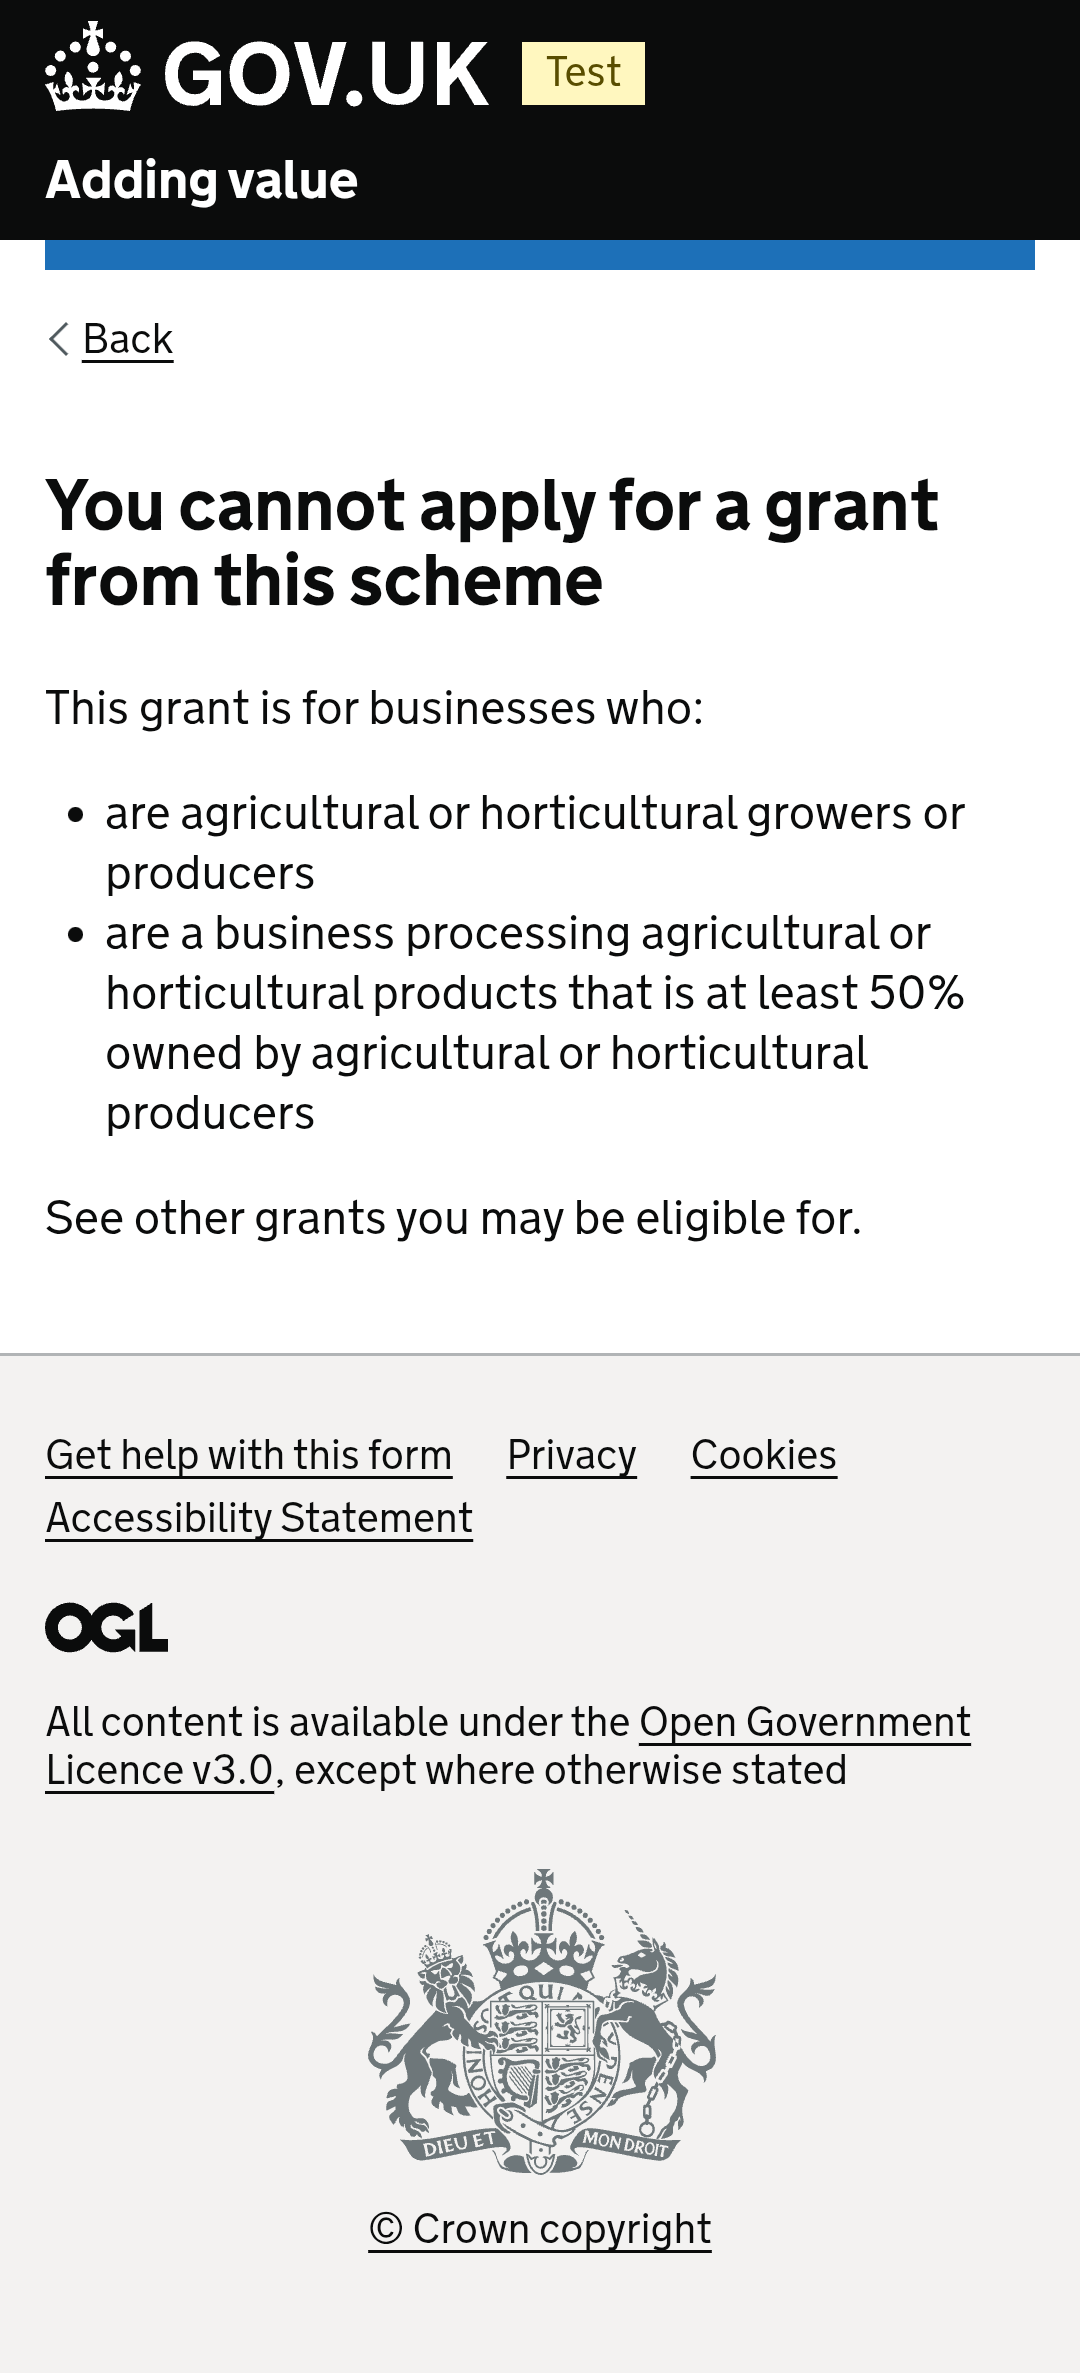 GOV.UK Test
Adding value
Back
You cannot apply for a grant
from this scheme
This grant is for businesses who:
• are agricultural or horticultural growers or
producers
• are a business processing agricultural or
horticultural products that is at least 50%
owned by agricultural or horticultural
producers
See other grants you may be eligible for.
Get help with this form Privacy Cookies
Accessibility Statement
OGL
All content is available under the Open Government
Licence v3.0, except where otherwise stated
QUI
HONI
PENSE
DIEU ET MON DROIT
© Crown copyright